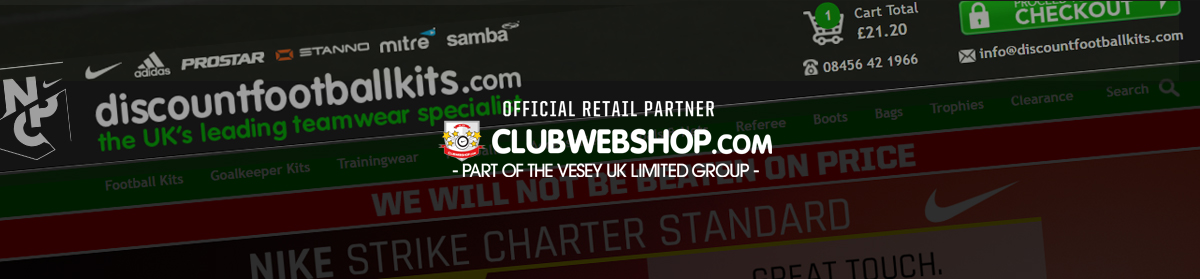 1
Cart Total
£21.20
CHECKOUT
adidas PROSTAR STANNO mitre samba
08456 42 1966
info@discountfootballkits.com
NPC
discountfootballkits.com
the UK's leading teamwear specialist
OFFICIAL RETAIL PARTNER
CLUBWEBSHOP.COM
- PART OF THE VESEY UK LIMITED GROUP -
Football Kits Goalkeeper Kits Trainingwear Referee Boots Bags Trophies Clearance Search
WE WILL NOT BE BEATEN ON PRICE
NIKE STRIKE CHARTER STANDARD
GREAT TOUCH.